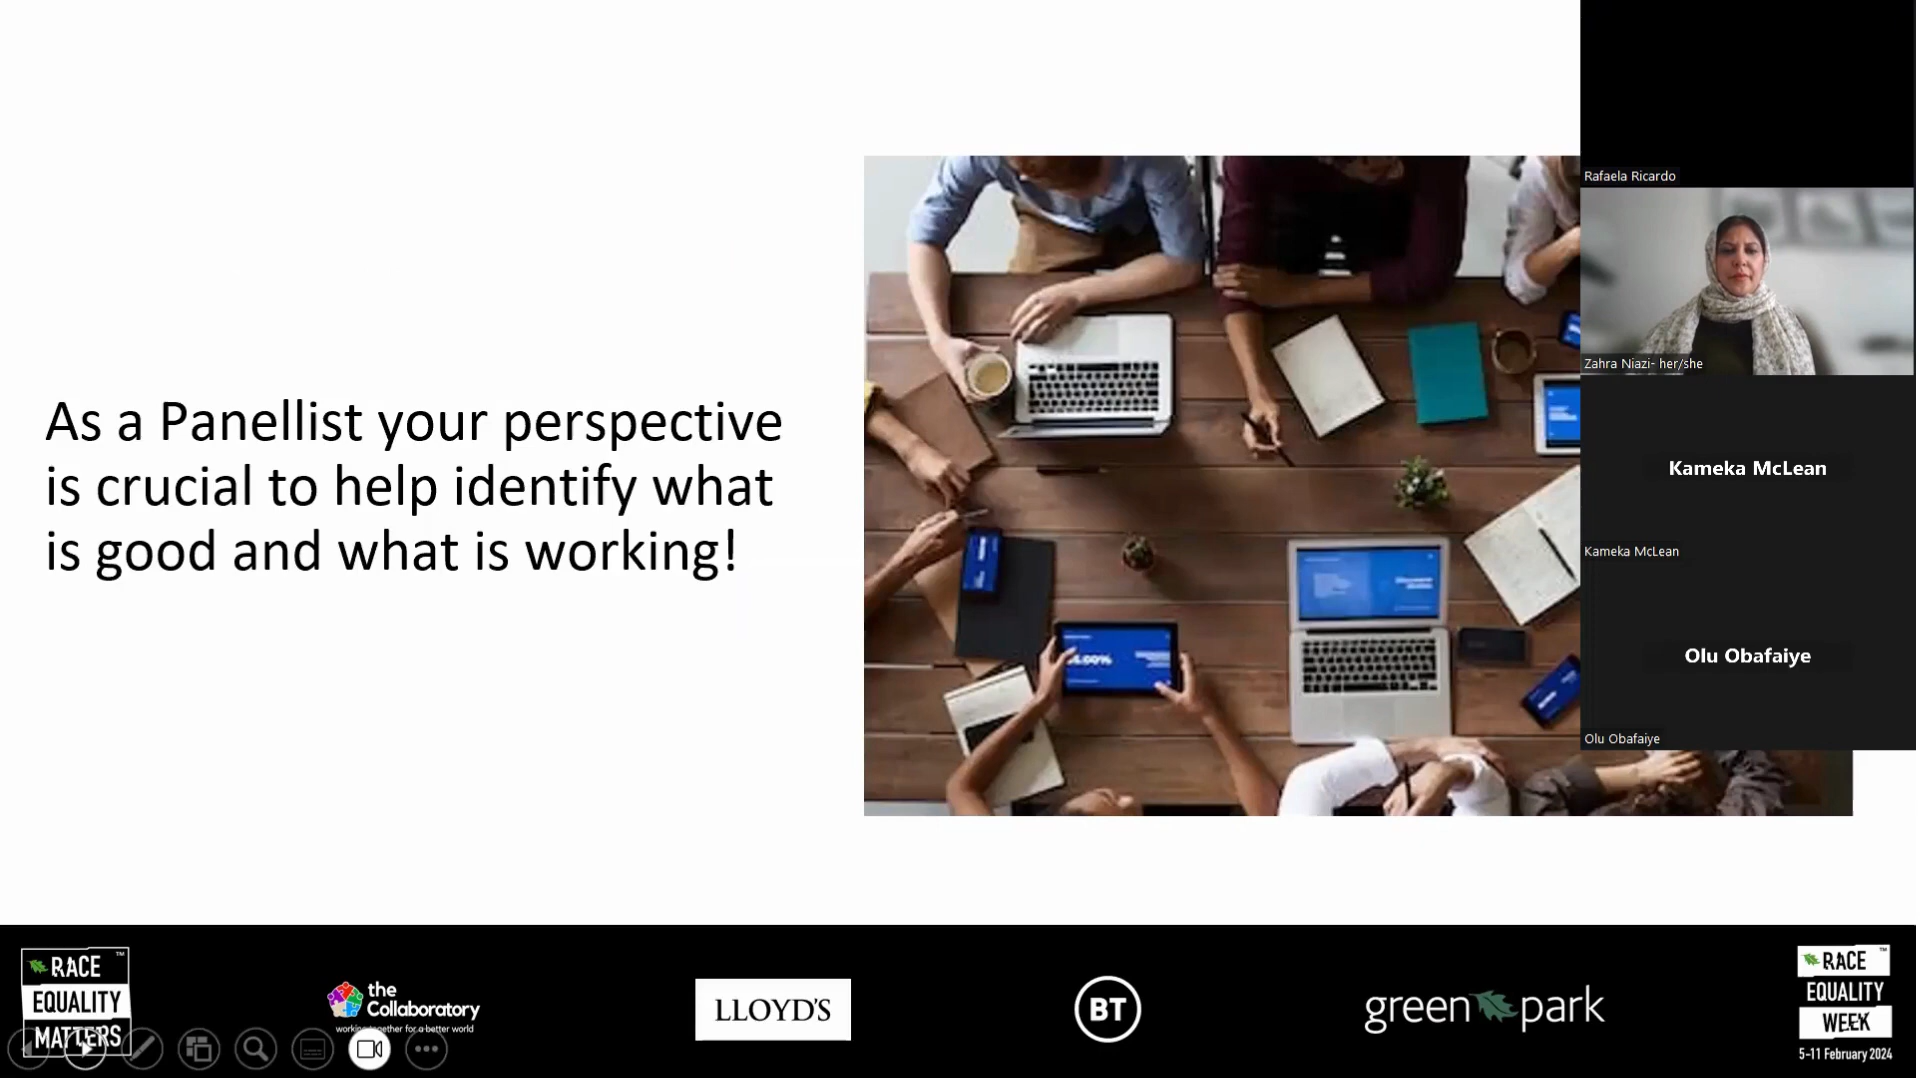 As a Panellist your perspective
is crucial to help identify what
is good and what is working!
Rafaela Ricardo
Zahra Niazi- her/she
Kameka McLean
Kameka McLean
Olu Obafaiye
Olu Obafaiye
RACE
EQUALITY
MATTERS
TM
the
Collaboratory
working together for a better world
LLOYD'S
BT
green park
RACE
EQUALITY
WEEK
TM
5-11 February 2024